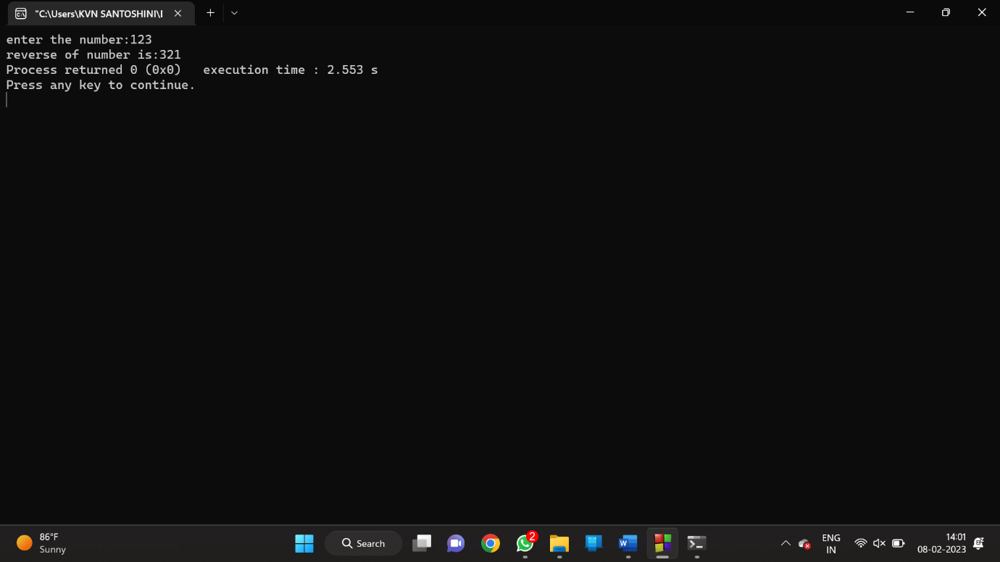 "C:\Users\KVN SANTOSHINI\I
enter the number:123
reverse of number is:321
Process returned 0 (0x0)   execution time : 2.553 s
Press any key to continue.
86°F
Sunny
Search
2
W
ENG
IN
14:01
08-02-2023